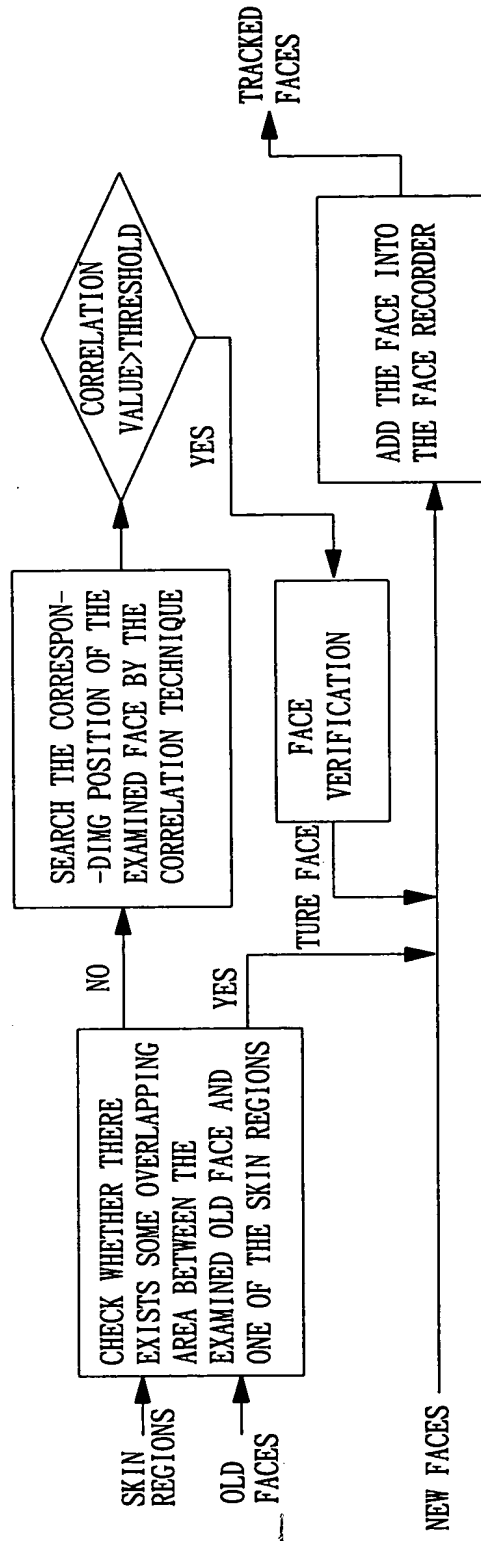 SKIN
REGIONS
OLD
FACES
CHECK WHETHER THERE
EXISTS SOME OVERLAPPING
AREA BETWEEN THE
EXAMINED OLD FACE AND
ONE OF THE SKIN REGIONS
NO
YES
SEARCH THE CORRESPON-
-DIMG POSITION OF THE
EXAMINED FACE BY THE
CORRELATION TECHNIQUE
CORRELATION
VALUE>THRESHOLD
YES
FACE
VERIFICATION
TURE FACE
NEW FACES
ADD THE FACE INTO
THE FACE RECORDER
TRACKED
FACES